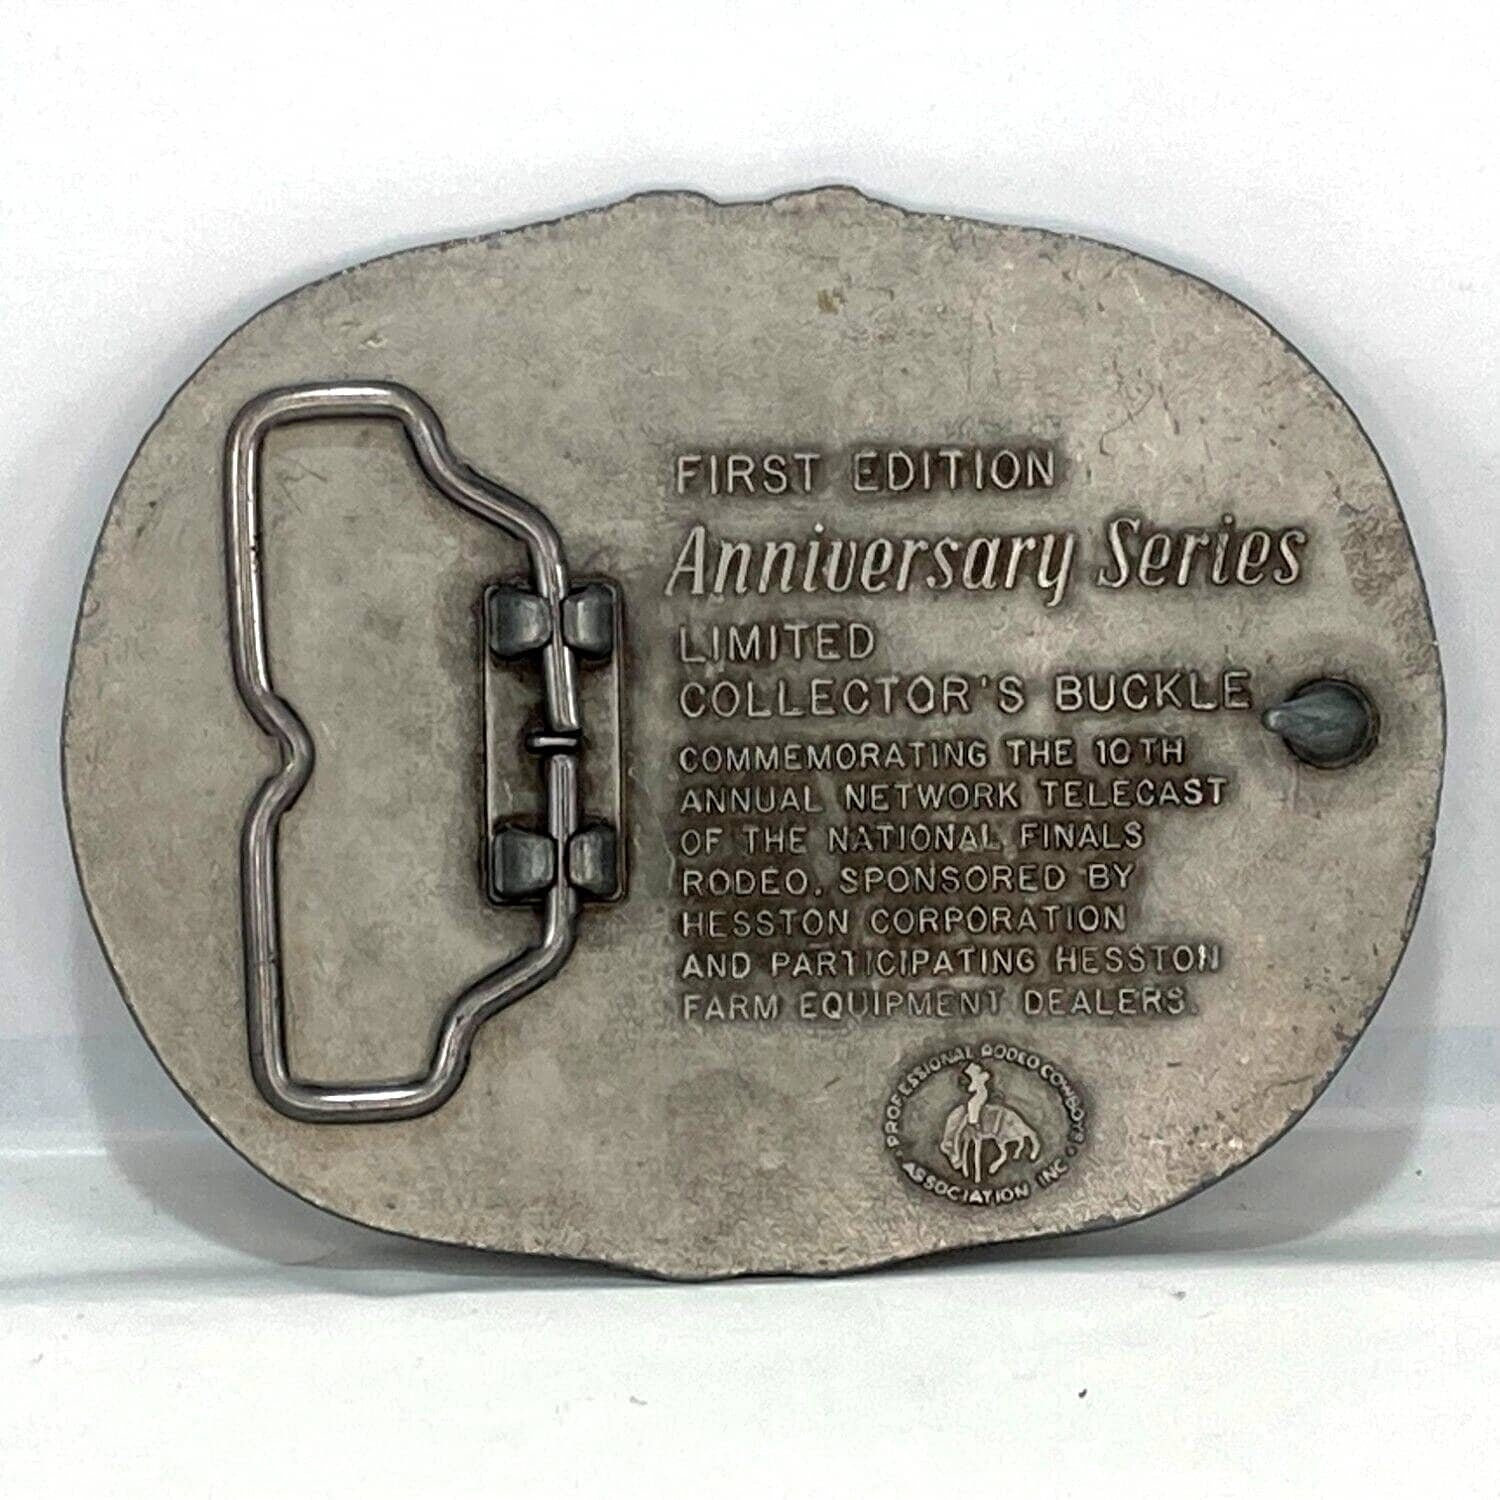 FIRST EDITION
Anniversary Series
LIMITED
COLLECTOR'S BUCKLE
COMMEMORATING THE 10TH
ANNUAL NETWORK TELECAST
OF THE NATIONAL FINALS
RODEO. SPONSORED BY
HESSTON CORPORATION
AND PARTICIPATING HESSTON
FARM EQUIPMENT DEALERS.
PROFESSIONAL RODEO COWBOYS
ASSOCIATION INC